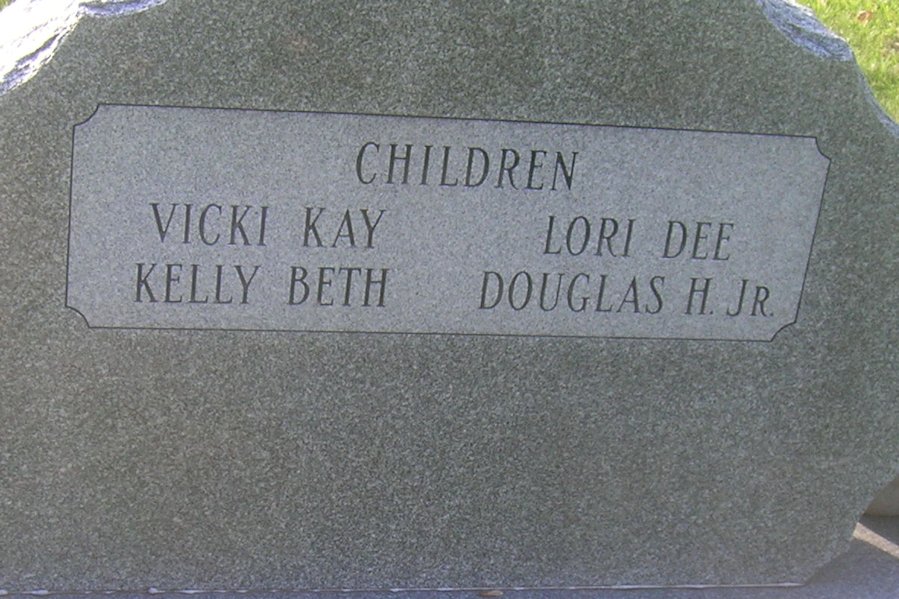 CHILDREN
VICKI KAY LORI DEE
KELLY BETH DOUGLAS H. JR.